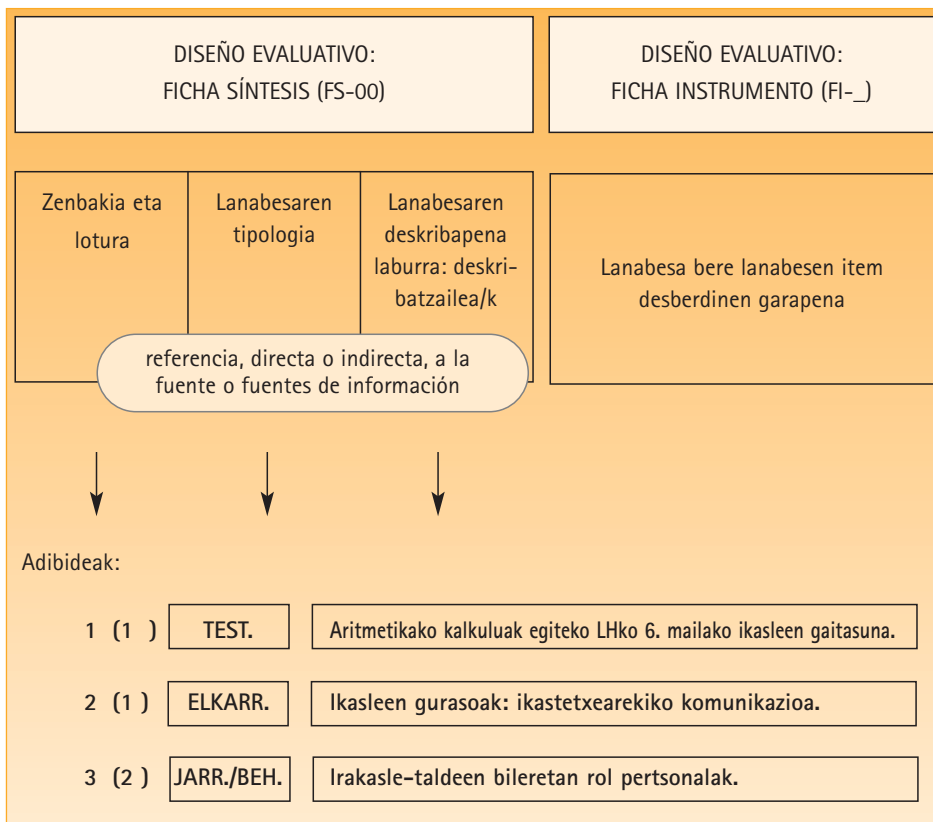 DISEÑO EVALUATIVO:
FICHA SÍNTESIS (FS-00)
DISEÑO EVALUATIVO:
FICHA INSTRUMENTO (FI-_)
Zenbakia eta
lotura
Lanabesaren
tipologia
Lanabesaren
deskribapena
laburra: deskri-
batzailea/k
Lanabesa bere lanabesen item
desberdinen garapena
referencia, directa o indirecta, a la
fuente o fuentes de información
Adibideak:
1 (1 ) TEST. Aritmetikako kalkuluak egiteko LHko 6. mailako ikasleen gaitasuna.
2 (1) ELKARR. Ikasleen gurasoak: ikastetxearekiko komunikazioa.
3 (2 ) JARR./BEH. Irakasle-taldeen bileretan rol pertsonalak.